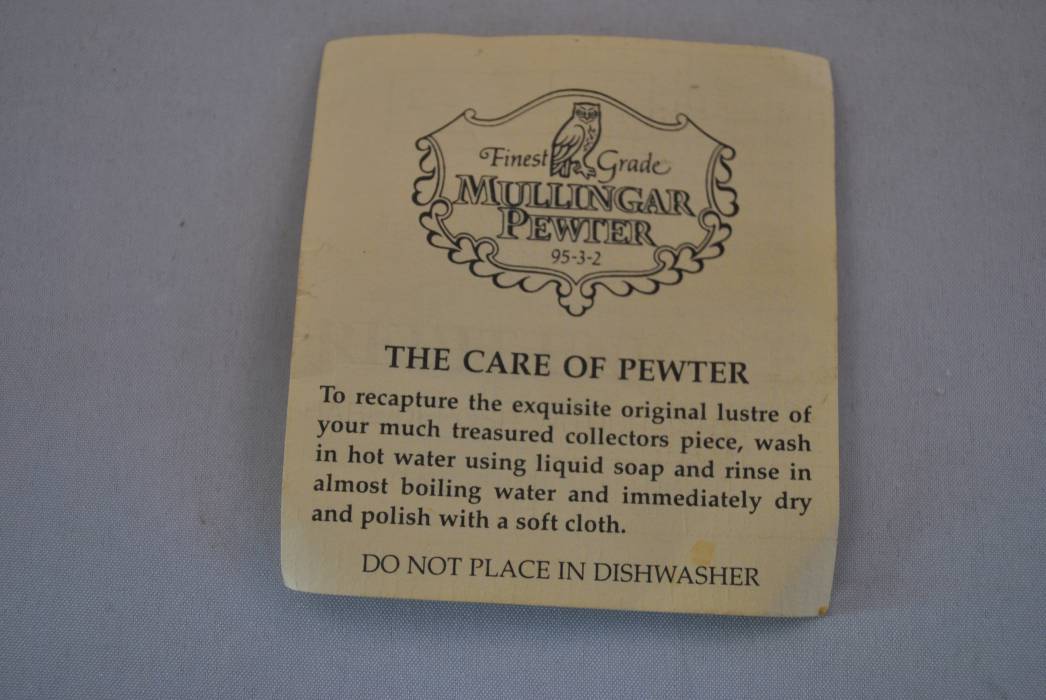 Finest Grade
MULLINGAR
PEWTER
95-3-2
THE CARE OF PEWTER
To recapture the exquisite original lustre of
your much treasured collectors piece, wash
in hot water using liquid soap and rinse in
almost boiling water and immediately dry
and polish with a soft cloth.
DO NOT PLACE IN DISHWASHER